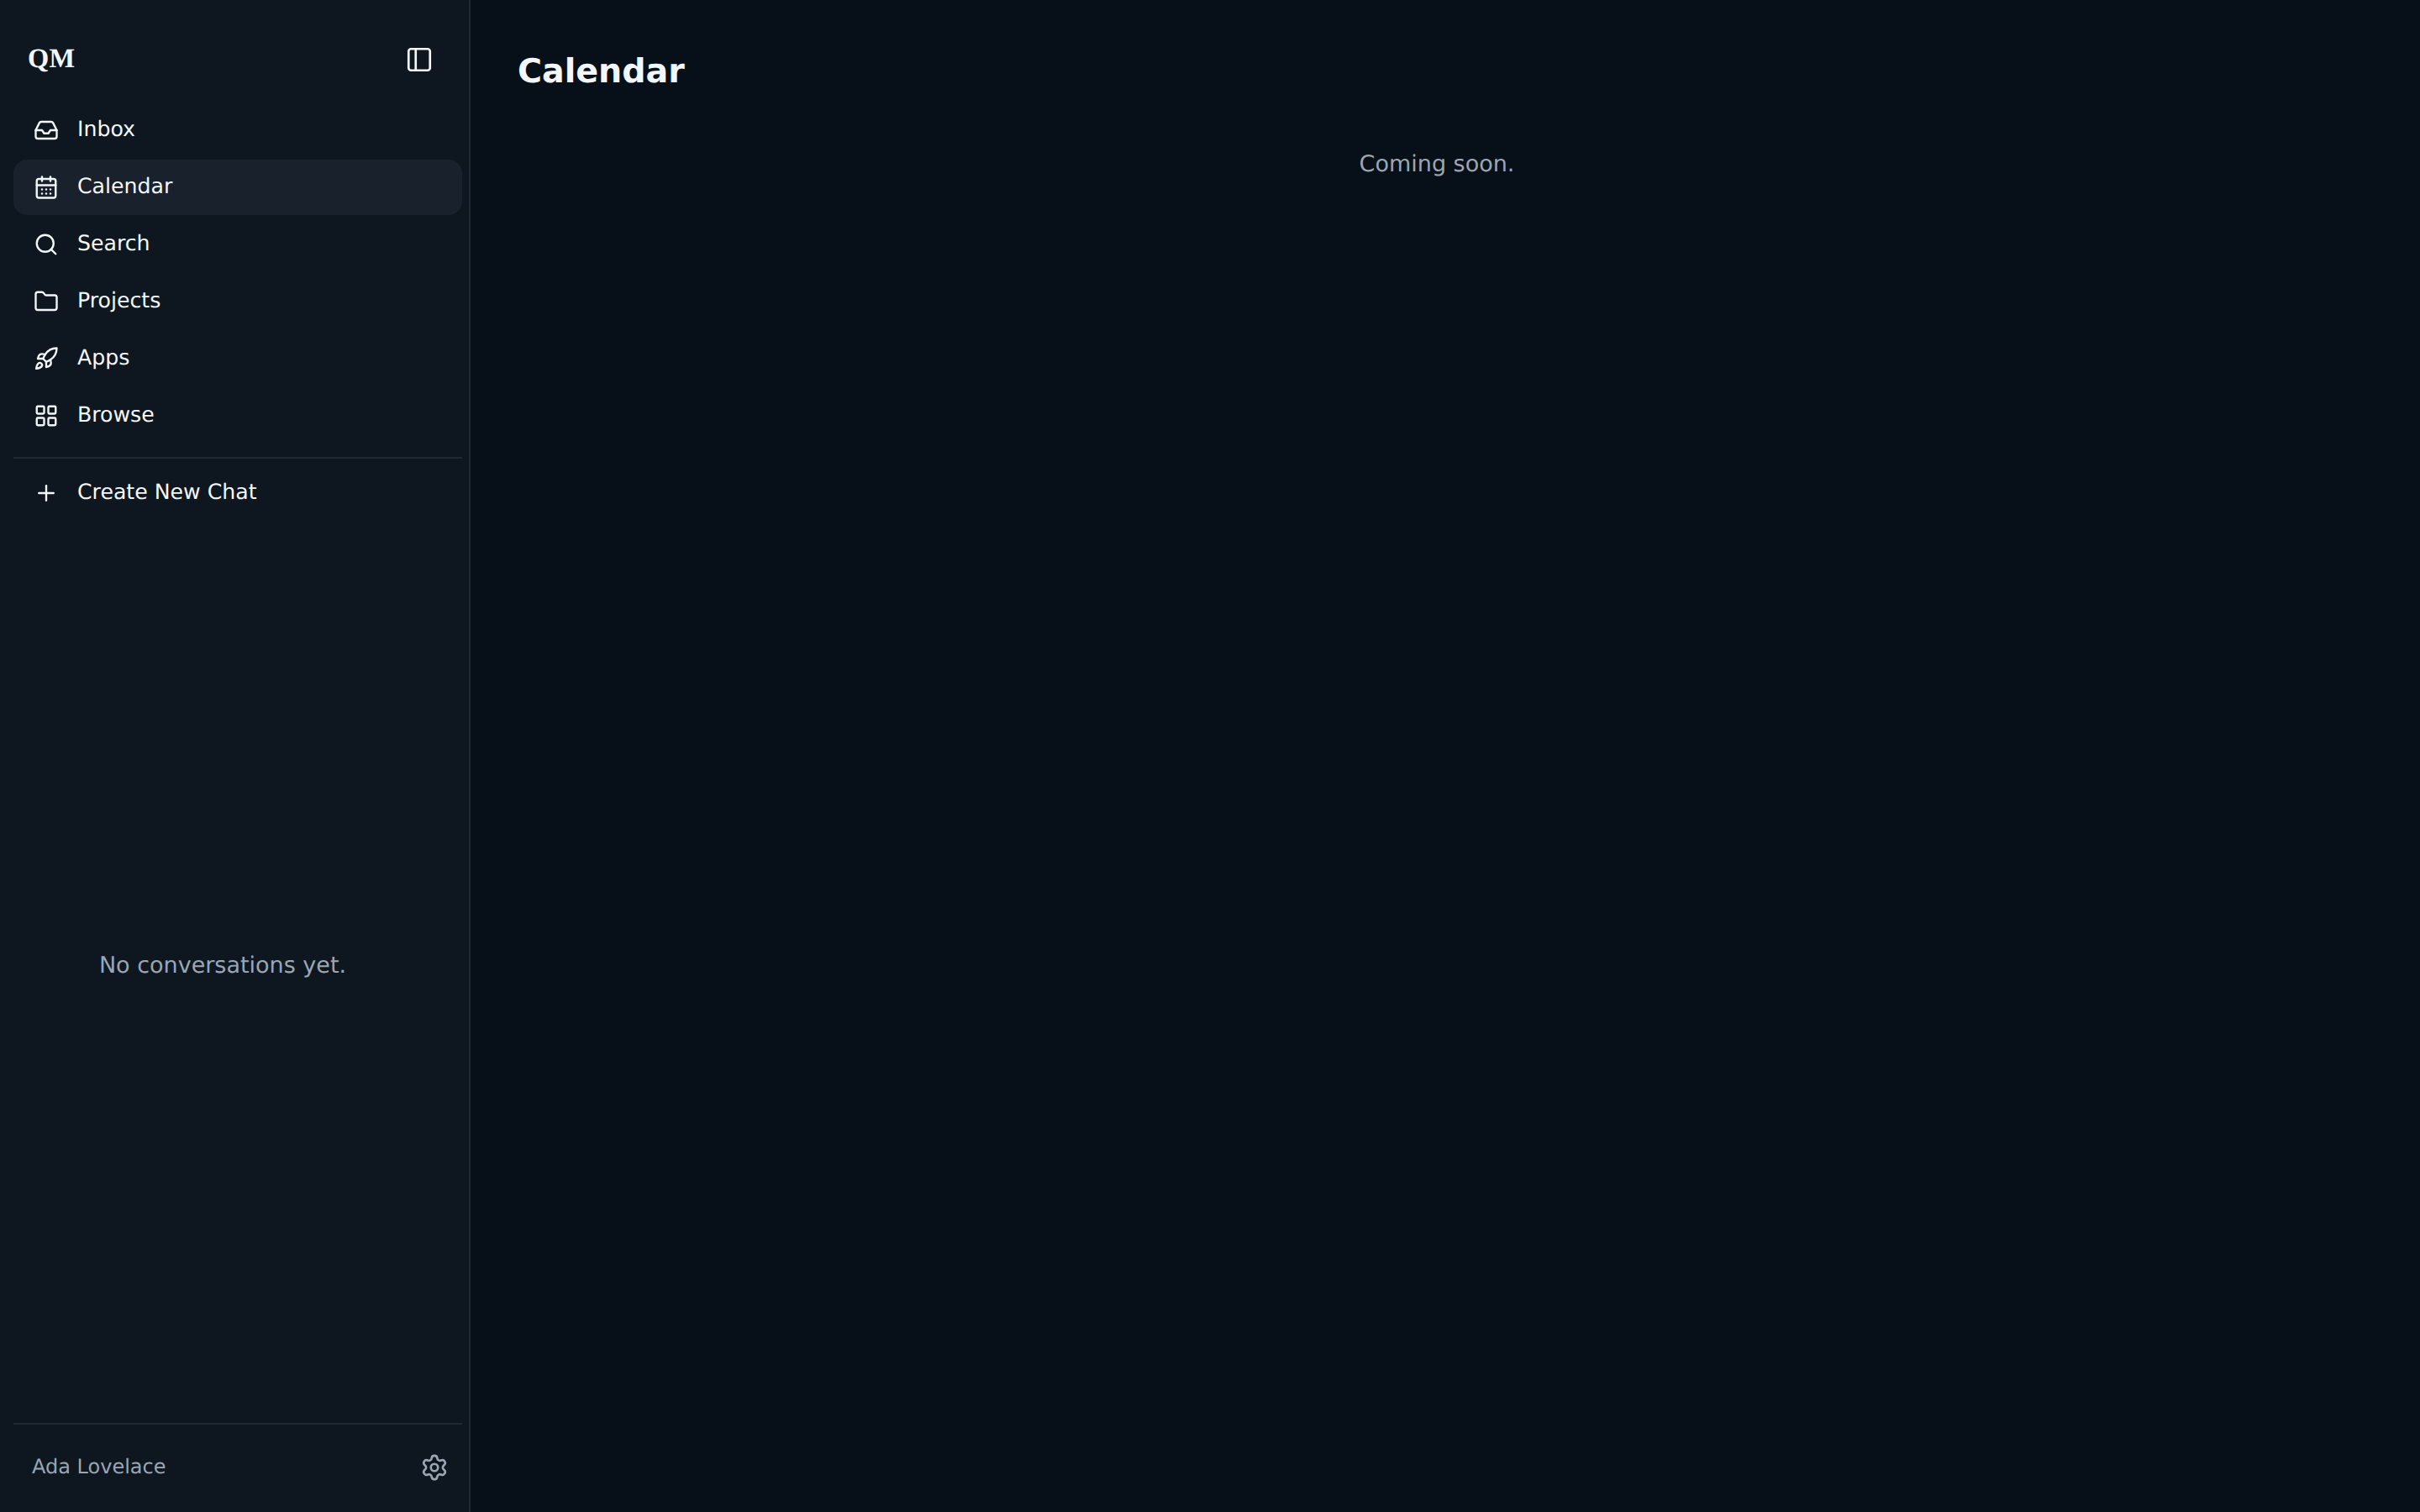 QM
Inbox
Calendar
Search
Projects
Apps
Browse
Create New Chat
No conversations yet.
Ada Lovelace
Calendar
Coming soon.